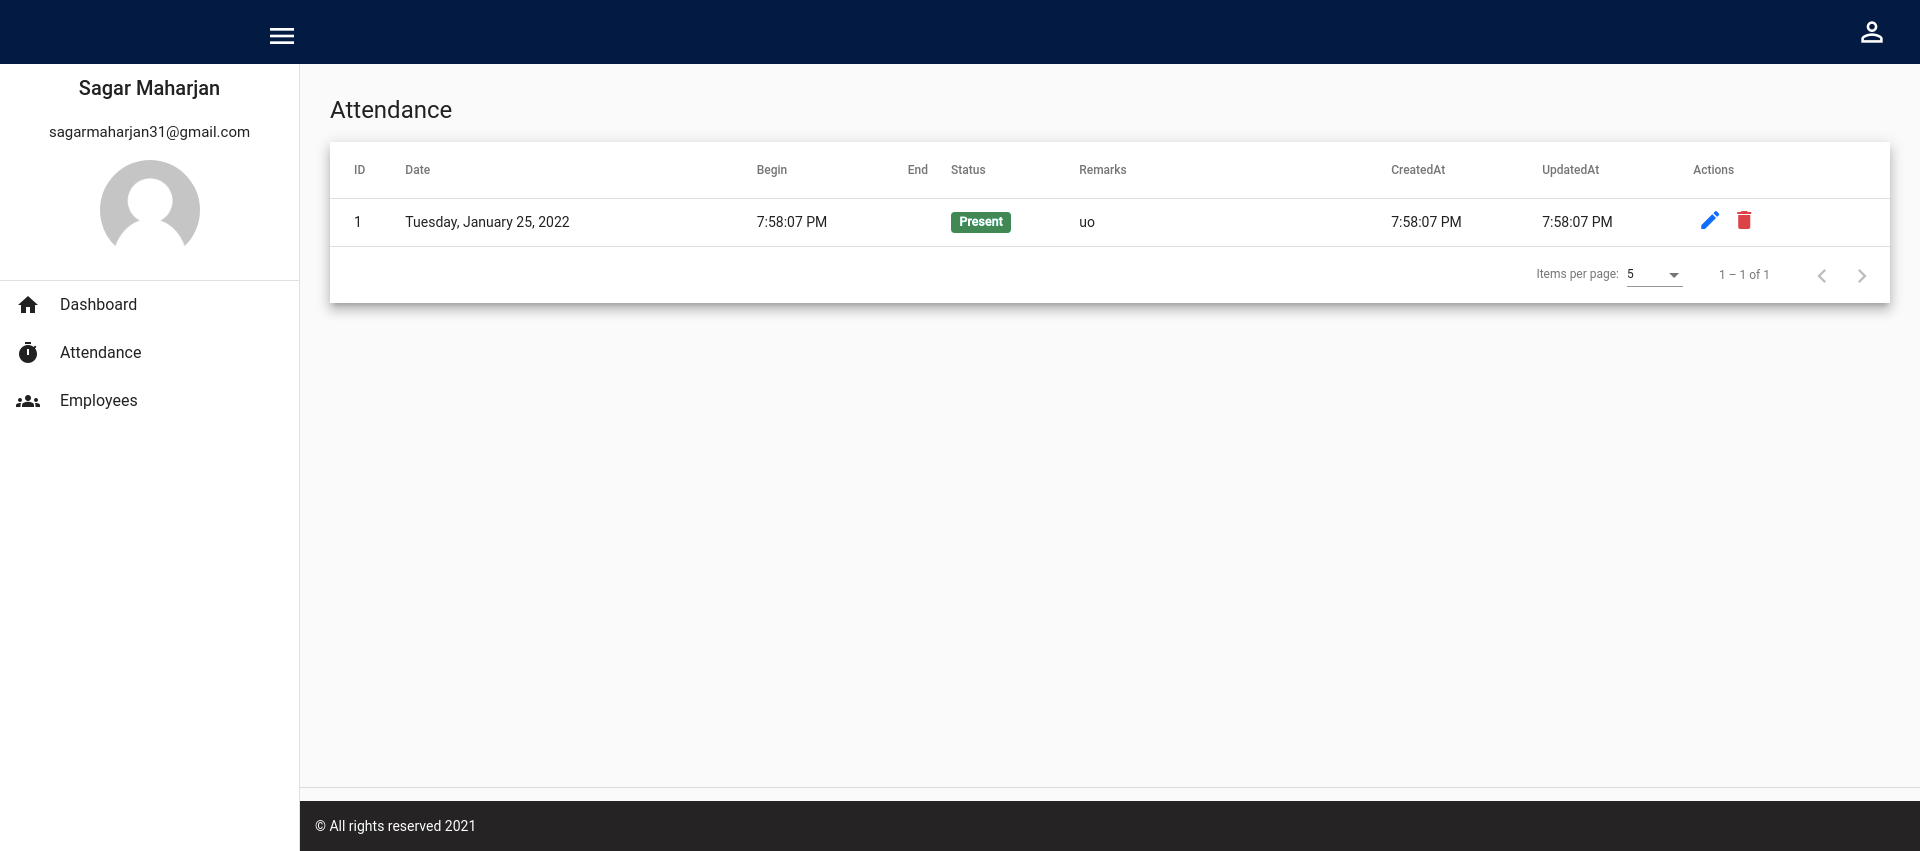 Sagar Maharjan
sagarmaharjan31@gmail.com
Dashboard
Attendance
Employees
Attendance
ID Date Begin End Status Remarks CreatedAt UpdatedAt Actions
1 Tuesday, January 25, 2022 7:58:07 PM Present uo 7:58:07 PM 7:58:07 PM
Items per page: 5 1 – 1 of 1
© All rights reserved 2021